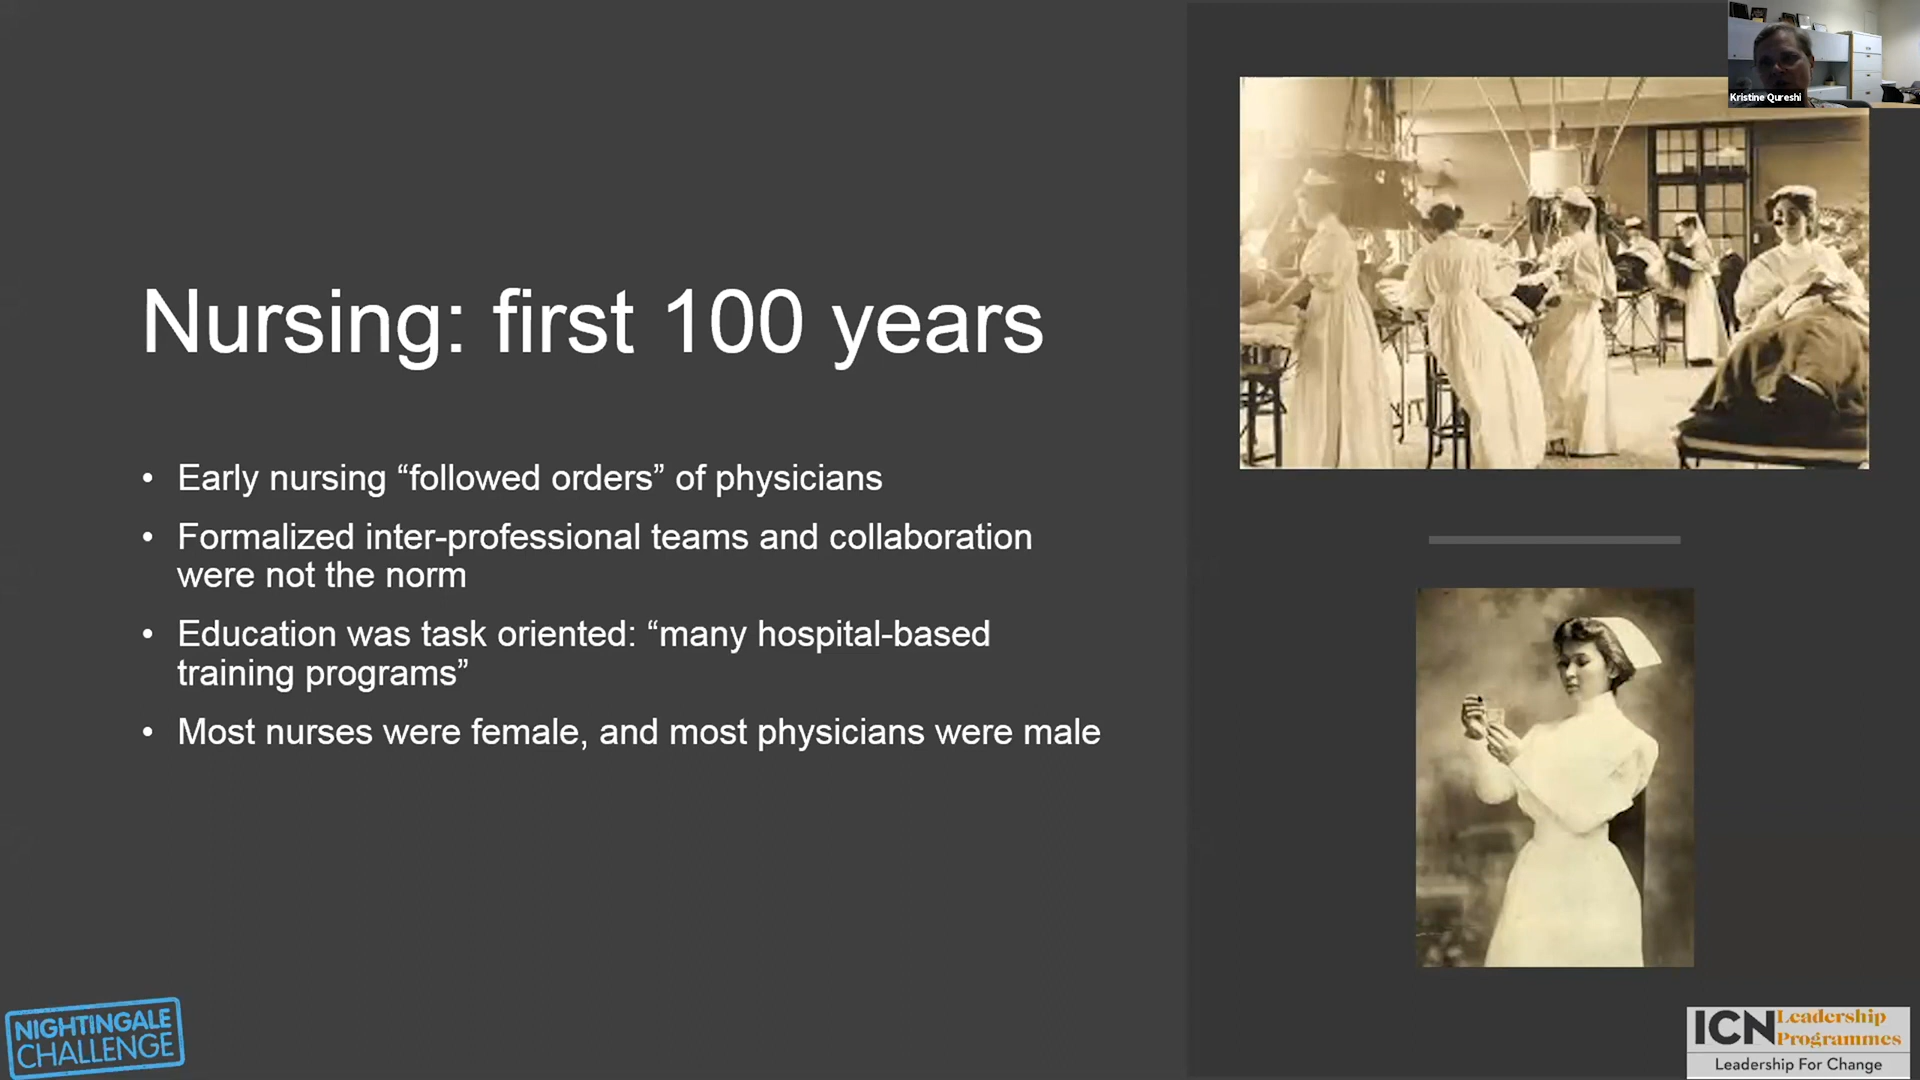 Kristine Qureshi
Nursing: first 100 years
• Early nursing “followed orders” of physicians
• Formalized inter-professional teams and collaboration
were not the norm
• Education was task oriented: “many hospital-based
training programs”
• Most nurses were female, and most physicians were male
NIGHTINGALE
CHALLENGE
ICN Leadership
Programmes
Leadership For Change